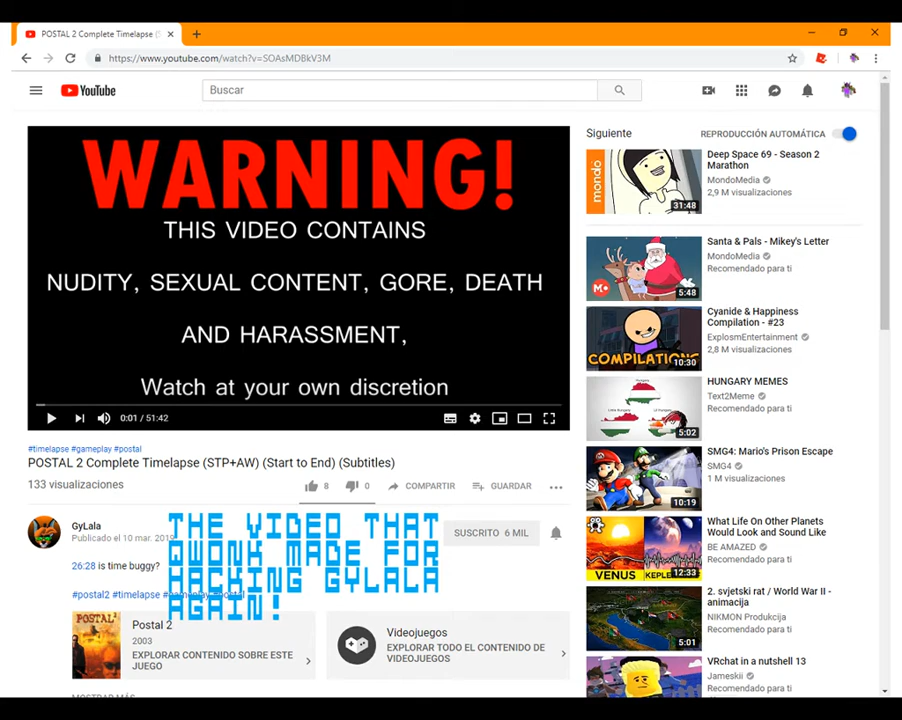 POSTAL 2 Complete Timelapse (S
https://www.youtube.com/watch?v=SOAsMDBkV3M
YouTube
Buscar
WARNING!
THIS VIDEO CONTAINS
NUDITY, SEXUAL CONTENT, GORE, DEATH
AND HARASSMENT,
Watch at your own discretion
0:01 / 51:42
#timelapse #gameplay #postal
POSTAL 2 Complete Timelapse (STP+AW) (Start to End) (Subtitles)
133 visualizaciones
8
0
COMPARTIR
GUARDAR
GyLala
Publicado el 10 mar. 2019
SUSCRITO 6 MIL
THE VIDEO THAT
QWONK MADE FOR
HACKING GYLALA
AGAIN!
26:28 is time buggy?
#postal2 #timelapse #gameplay #postal
POSTAL 2
Postal 2
2003
EXPLORAR CONTENIDO SOBRE ESTE
JUEGO
Videojuegos
EXPLORAR TODO EL CONTENIDO DE
VIDEOJUEGOS
MOSTRAR MÁS
Siguiente
REPRODUCCIÓN AUTOMÁTICA
mondo
31:48
Deep Space 69 - Season 2
Marathon
MondoMedia
2,9 M visualizaciones
5:48
Santa & Pals - Mikey's Letter
MondoMedia
Recomendado para ti
COMPILATIONS
10:30
Cyanide & Happiness
Compilation - #23
ExplosmEntertainment
2,8 M visualizaciones
5:02
HUNGARY MEMES
Text2Meme
Recomendado para ti
10:19
SMG4: Mario's Prison Escape
SMG4
1 M visualizaciones
VENUS
KEPLE
12:33
What Life On Other Planets
Would Look and Sound Like
BE AMAZED
Recomendado para ti
5:01
2. svjetski rat / World War II -
animacija
NIKMON Produkcija
Recomendado para ti
VRchat in a nutshell 13
Jameskii
Recomendado para ti